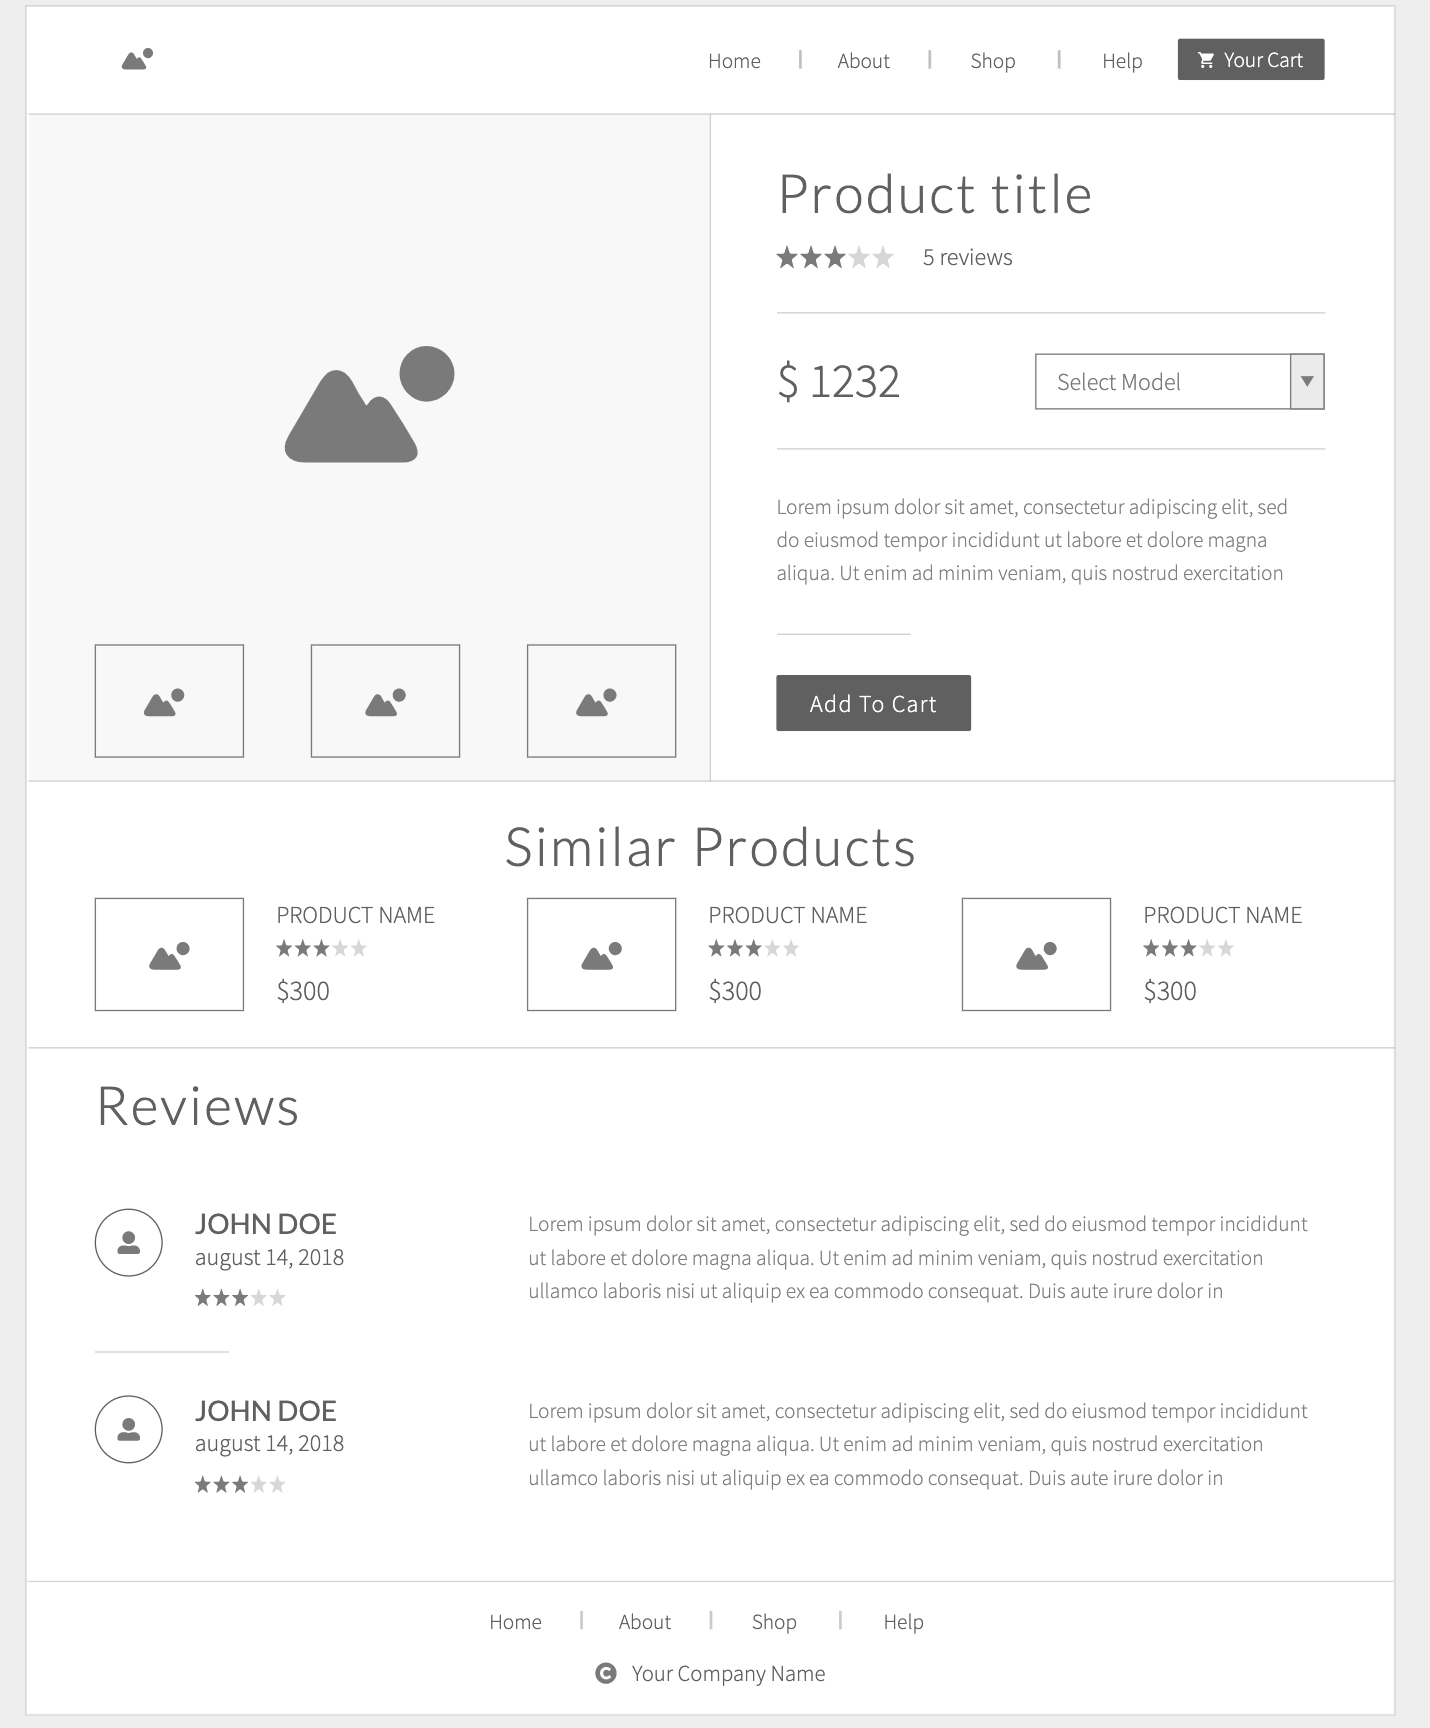 Home | About | Shop | Help Your Cart
Product title
5 reviews
$ 1232
Select Model
Lorem ipsum dolor sit amet, consectetur adipiscing elit, sed
do eiusmod tempor incididunt ut labore et dolore magna
aliqua. Ut enim ad minim veniam, quis nostrud exercitation
Add To Cart
Similar Products
PRODUCT NAME
$300
PRODUCT NAME
$300
PRODUCT NAME
$300
Reviews
JOHN DOE
august 14, 2018
Lorem ipsum dolor sit amet, consectetur adipiscing elit, sed do eiusmod tempor incididunt
ut labore et dolore magna aliqua. Ut enim ad minim veniam, quis nostrud exercitation
ullamco laboris nisi ut aliquip ex ea commodo consequat. Duis aute irure dolor in
JOHN DOE
august 14, 2018
Lorem ipsum dolor sit amet, consectetur adipiscing elit, sed do eiusmod tempor incididunt
ut labore et dolore magna aliqua. Ut enim ad minim veniam, quis nostrud exercitation
ullamco laboris nisi ut aliquip ex ea commodo consequat. Duis aute irure dolor in
Home | About | Shop | Help
© Your Company Name